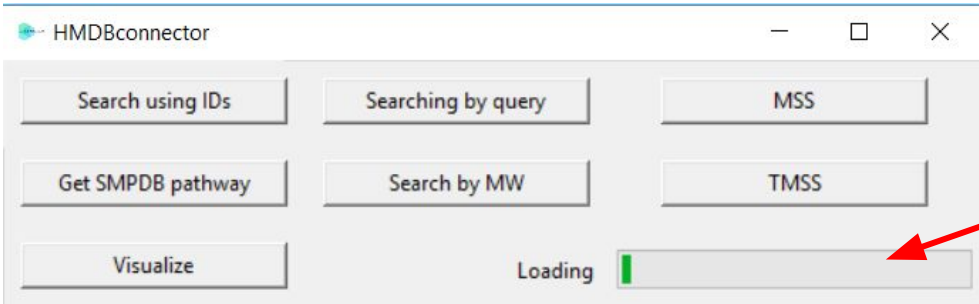 HMDBconnector
Search using IDs Searching by query MSS
Get SMPDB pathway Search by MW TMSS
Visualize Loading